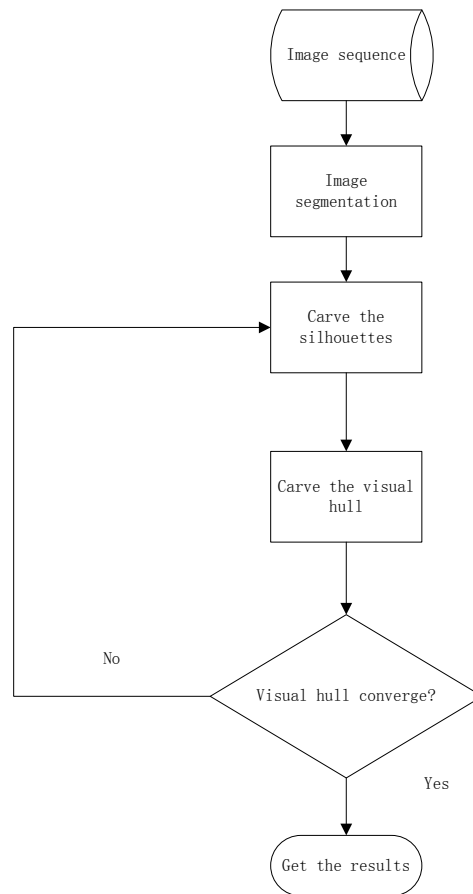 Image sequence
Image
segmentation
Carve the
silhouettes
Carve the visual
hull
No
Visual hull converge?
Yes
Get the results